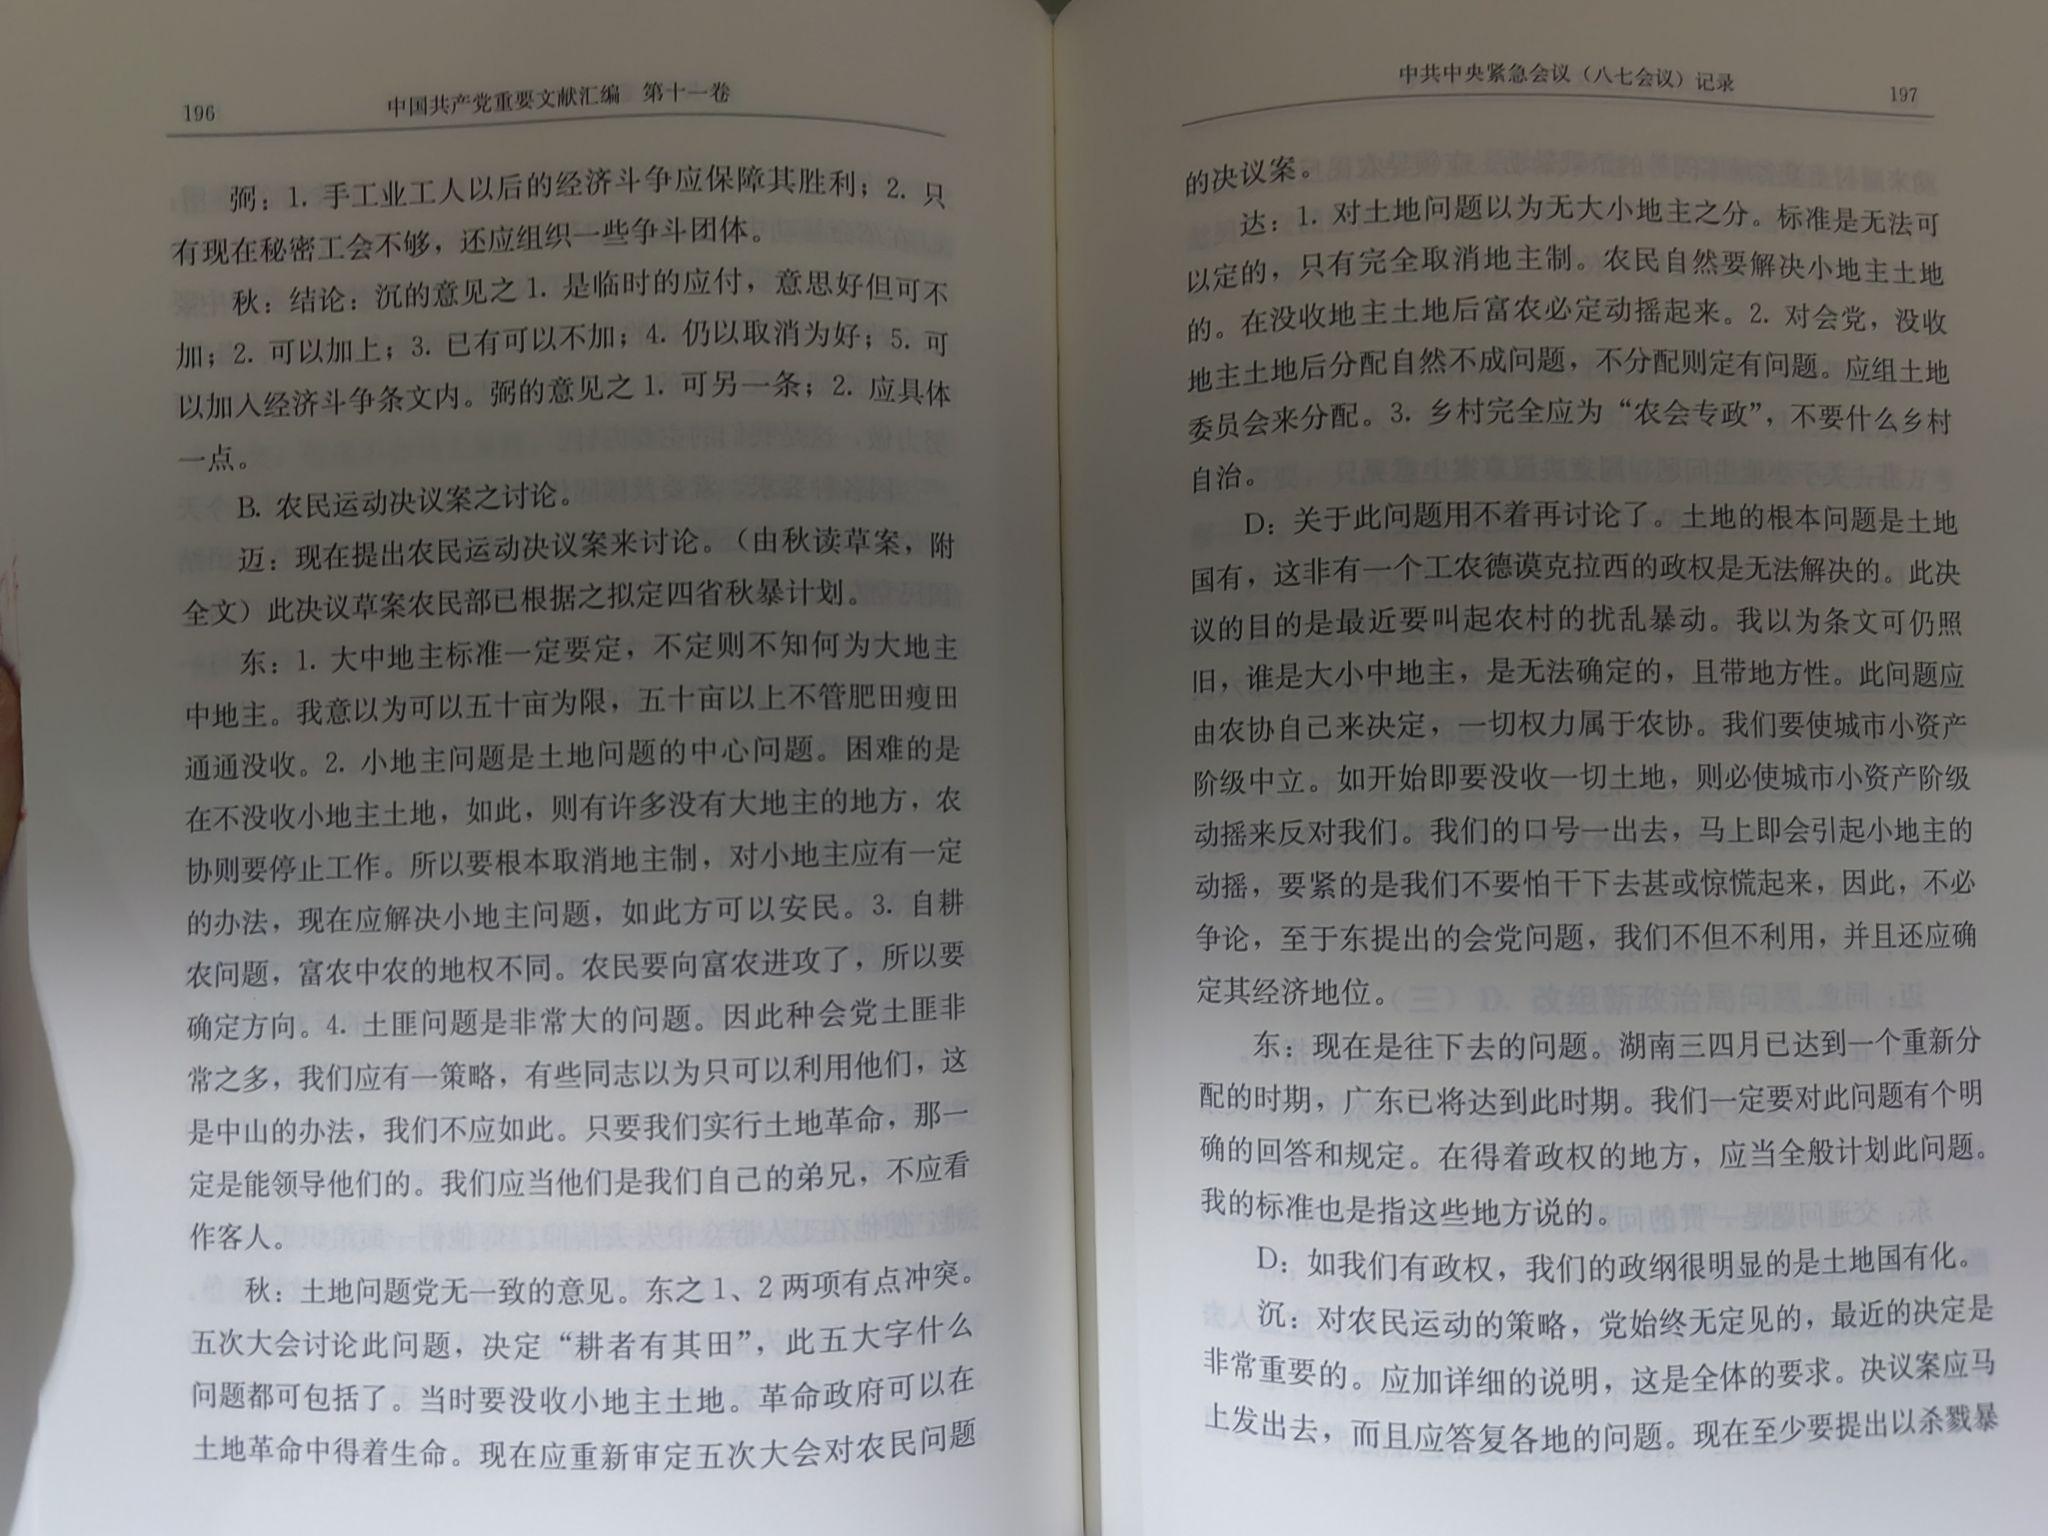 196
中国共产党重要文献汇编 第十一卷
弼：1. 手工业工人以后的经济斗争应保障其胜利；2. 只
有现在秘密工会不够，还应组织一些争斗团体。
秋：结论：沉的意见之1. 是临时的应付，意思好但可不
加；2. 可以加上；3. 已有可以不加；4. 仍以取消为好；5. 可
以加入经济斗争条文内。弼的意见之1. 可另一条；2. 应具体
一点。
B. 农民运动决议案之讨论。
迈：现在提出农民运动决议案来讨论。（由秋读草案，附
全文）此决议草案农民部已根据之拟定四省秋暴计划。
东：1. 大中地主标准一定要定，不定则不知何为大地主
中地主。我意以为可以五十亩为限，五十亩以上不管肥田瘦田
通通没收。2. 小地主问题是土地问题的中心问题。困难的是
在不没收小地主土地，如此，则有许多没有大地主的地方，农
协则要停止工作。所以要根本取消地主制，对小地主应有一定
的办法，现在应解决小地主问题，如此方可以安民。3. 自耕
农问题，富农中农的地权不同。农民要向富农进攻了，所以要
确定方向。4. 土匪问题是非常大的问题。因此种会党土匪非
常之多，我们应有一策略，有些同志以为只可以利用他们，这
是中山的办法，我们不应如此。只要我们实行土地革命，那一
定是能领导他们的。我们应当他们是我们自己的弟兄，不应看
作客人。
秋：土地问题党无一致的意见。东之1、2两项有点冲突。
五次大会讨论此问题，决定“耕者有其田”，此五大字什么
问题都可包括了。当时要没收小地主土地。革命政府可以在
土地革命中得着生命。现在应重新审定五次大会对农民问题
中共中央紧急会议（八七会议）记录
197
的决议案。
达：1. 对土地问题以为无大小地主之分。标准是无法可
以定的，只有完全取消地主制。农民自然要解决小地主土地
的。在没收地主土地后富农必定动摇起来。2. 对会党，没收
地主土地后分配自然不成问题，不分配则定有问题。应组土地
委员会来分配。3. 乡村完全应为“农会专政”，不要什么乡村
自治。
D：关于此问题用不着再讨论了。土地的根本问题是土地
国有，这非有一个工农德谟克拉西的政权是无法解决的。此决
议的目的是最近要叫起农村的扰乱暴动。我以为条文可仍照
旧，谁是大小中地主，是无法确定的，且带地方性。此问题应
由农协自己来决定，一切权力属于农协。我们要使城市小资产
阶级中立。如开始即要没收一切土地，则必使城市小资产阶级
动摇来反对我们。我们的口号一出去，马上即会引起小地主的
动摇，要紧的是我们不要怕干下去甚或惊慌起来，因此，不必
争论，至于东提出的会党问题，我们不但不利用，并且还应确
定其经济地位。
东：现在是往下去的问题。湖南三四月已达到一个重新分
配的时期，广东已将达到此时期。我们一定要对此问题有个明
确的回答和规定。在得着政权的地方，应当全般计划此问题。
我的标准也是指这些地方说的。
D：如我们有政权，我们的政纲很明显的是土地国有化。
沉：对农民运动的策略，党始终无定见的，最近的决定是
非常重要的。应加详细的说明，这是全体的要求。决议案应马
上发出去，而且应答复各地的问题。现在至少要提出以杀戮暴